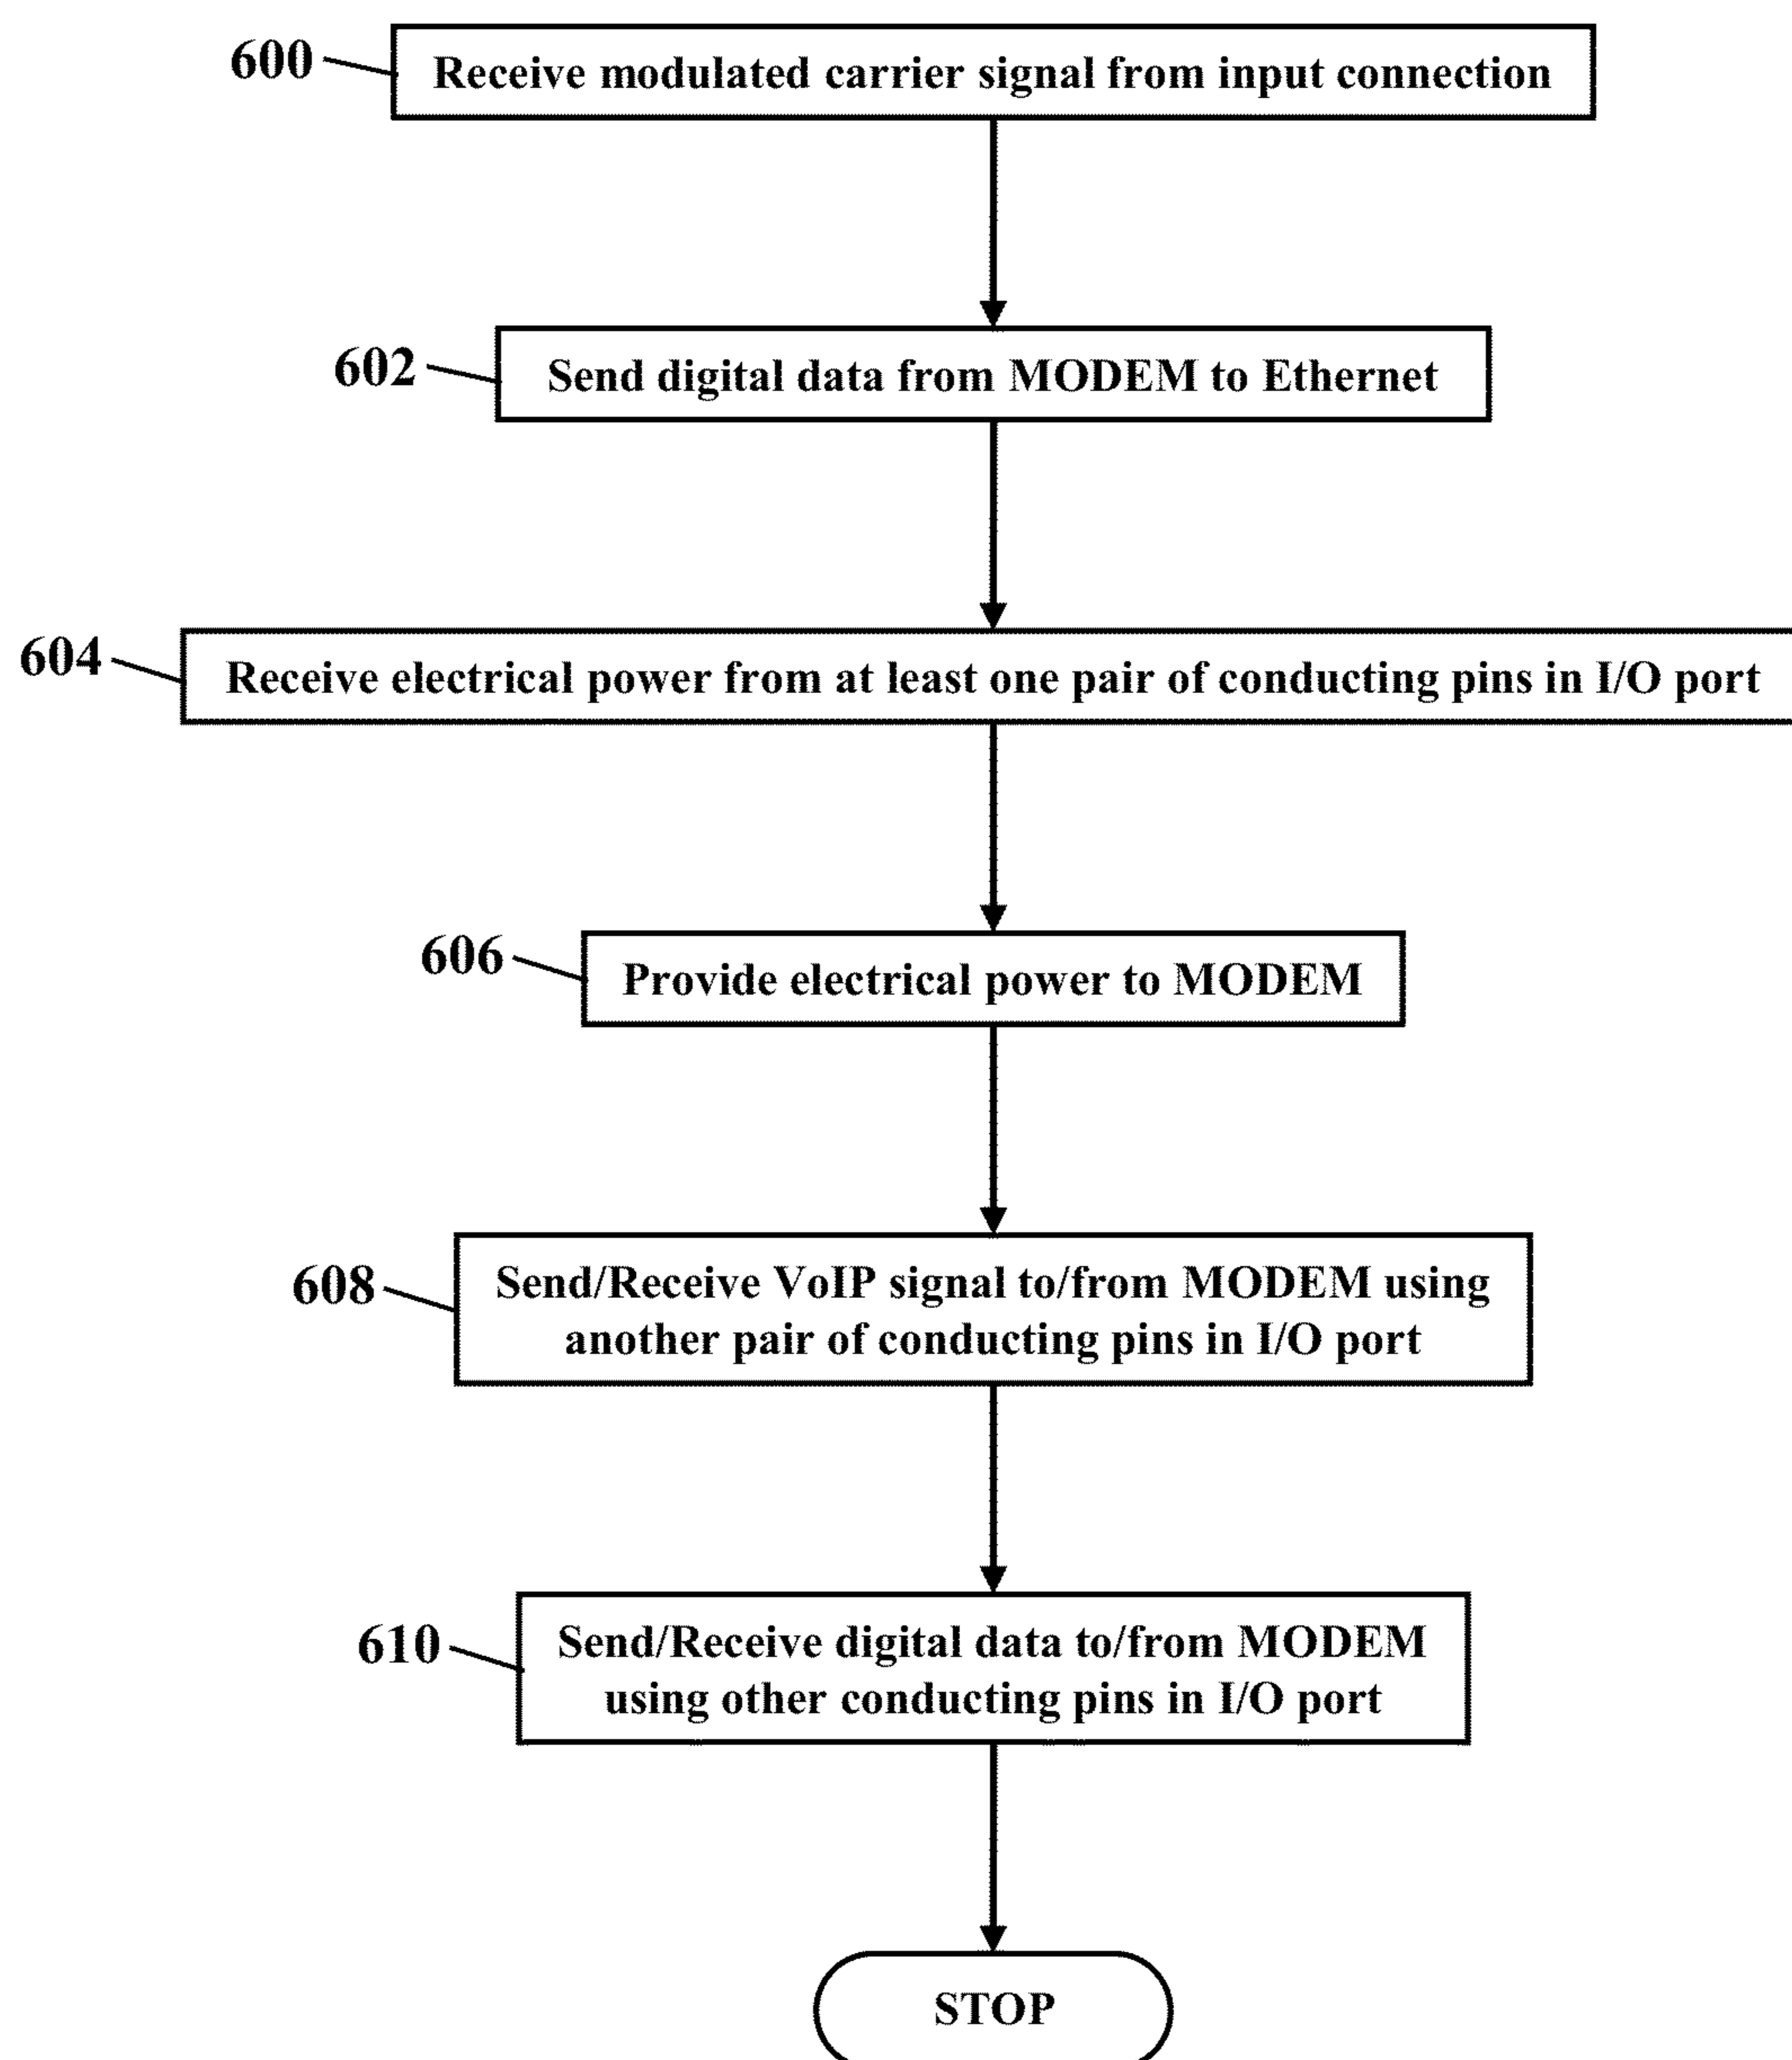 600
Receive modulated carrier signal from input connection
602
Send digital data from MODEM to Ethernet
604
Receive electrical power from at least one pair of conducting pins in I/O port
606
Provide electrical power to MODEM
608
Send/Receive VoIP signal to/from MODEM using
another pair of conducting pins in I/O port
610
Send/Receive digital data to/from MODEM
using other conducting pins in I/O port
STOP